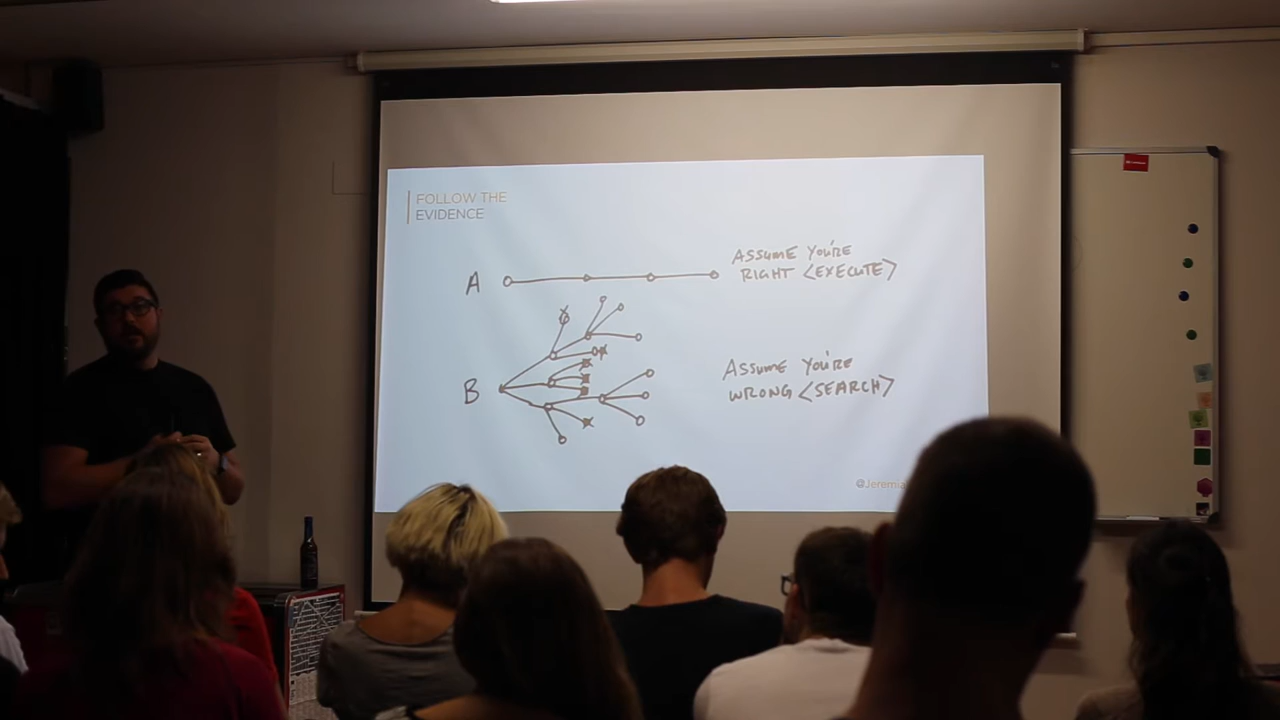 FOLLOW THE
EVIDENCE
A
ASSUME YOU'RE
RIGHT <EXECUTE>
B
ASSUME YOU'RE
WRONG <SEARCH>